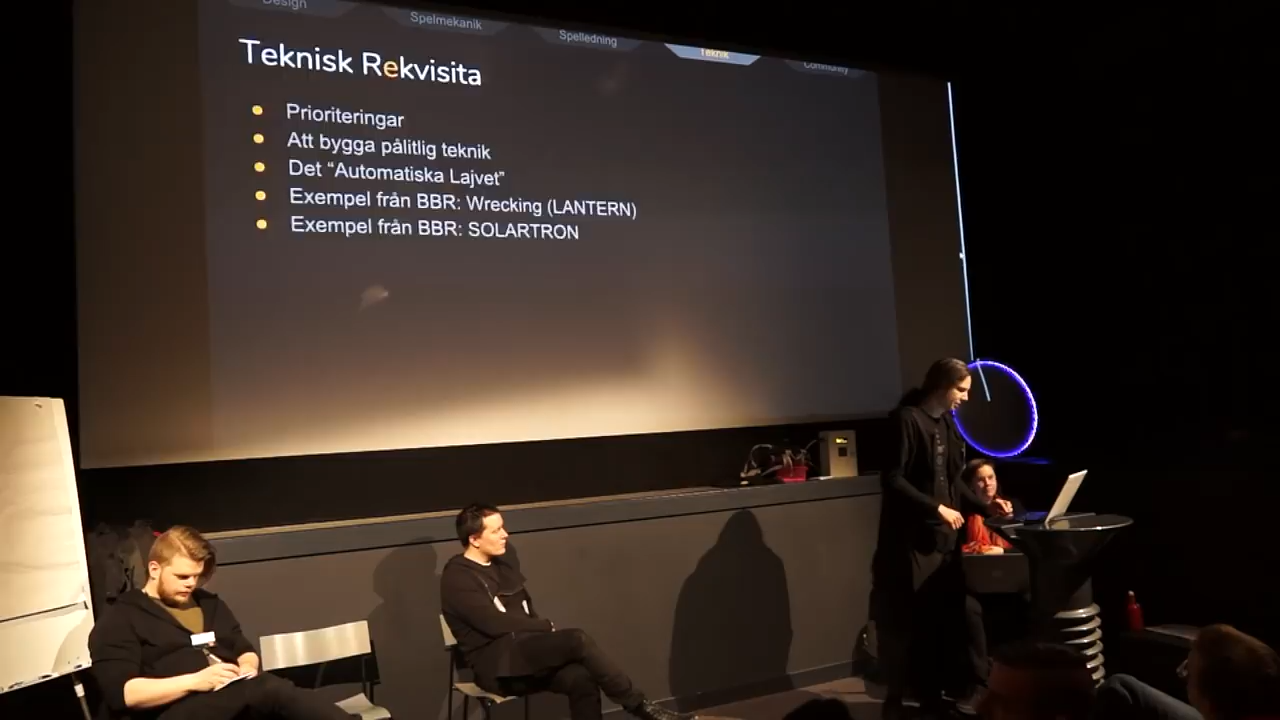 Design
Spelmekanik
Spelledning
Teknik
Community
Teknisk Rekvisita
Prioriteringar
Att bygga pålitlig teknik
Det “Automatiska Lajvet”
Exempel från BBR: Wrecking (LANTERN)
Exempel från BBR: SOLARTRON